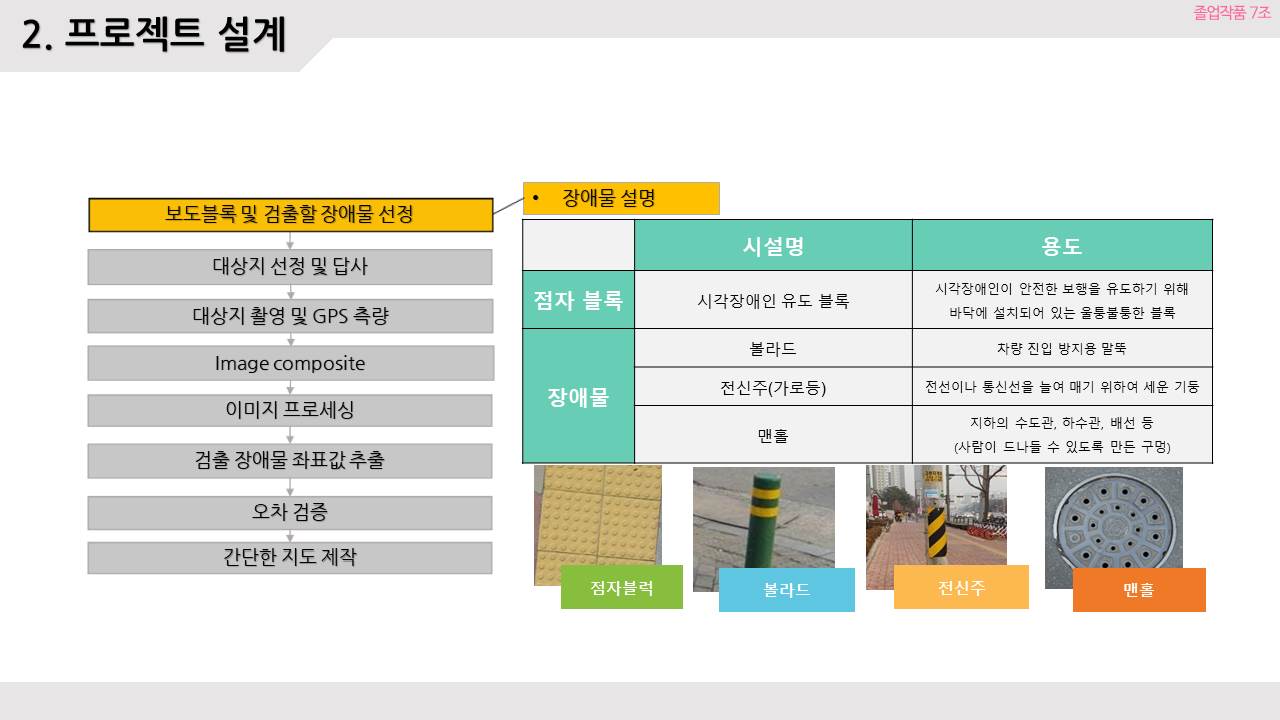 2. 프로젝트 설계
졸업작품 7조
보도블록 및 검출할 장애물 선정
대상지 선정 및 답사
대상지 촬영 및 GPS 측량
Image composite
이미지 프로세싱
검출 장애물 좌표값 추출
오차 검증
간단한 지도 제작
• 장애물 설명
시설명
용도
점자 블록
시각장애인 유도 블록
시각장애인이 안전한 보행을 유도하기 위해
바닥에 설치되어 있는 울퉁불퉁한 블록
장애물
볼라드
차량 진입 방지용 말뚝
전신주(가로등)
전선이나 통신선을 늘여 매기 위하여 세운 기둥
맨홀
지하의 수도관, 하수관, 배선 등
(사람이 드나들 수 있도록 만든 구멍)
점자블럭
볼라드
전신주
맨홀